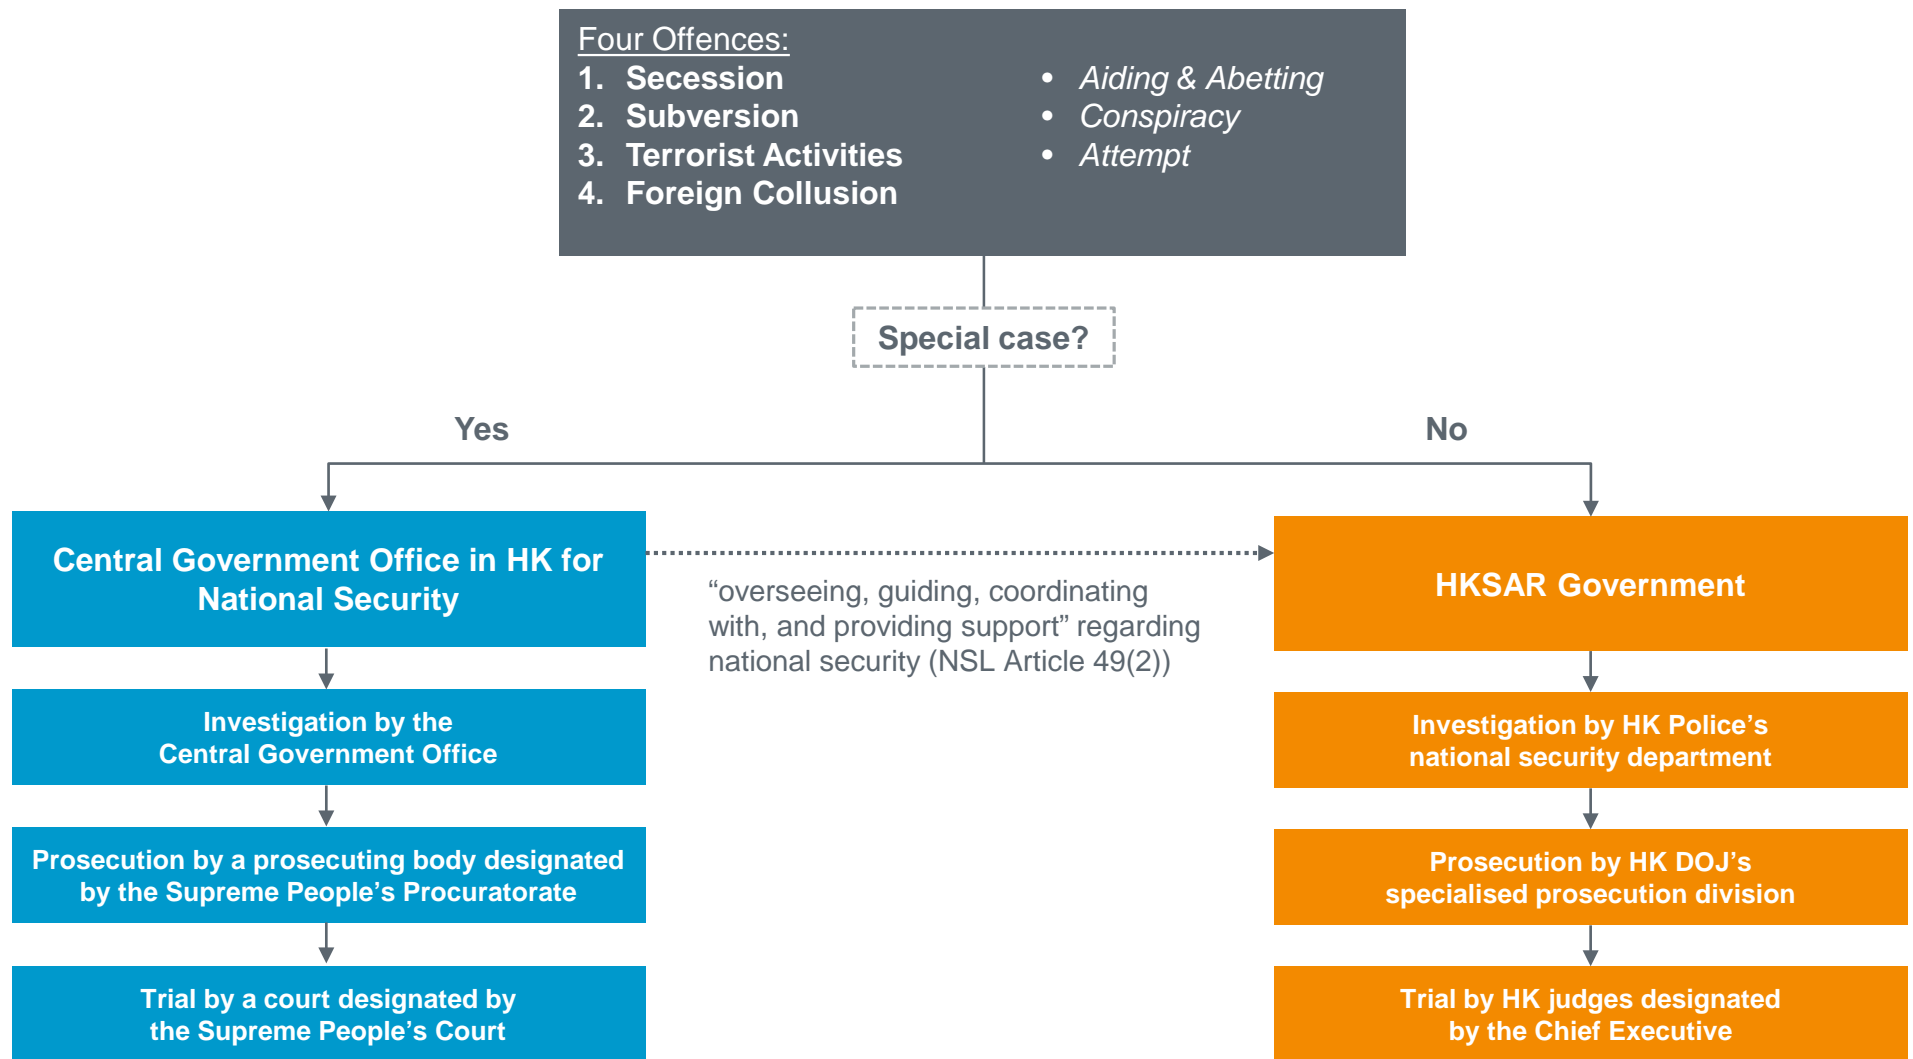 Four Offences:
1. Secession
2. Subversion
3. Terrorist Activities
4. Foreign Collusion
• Aiding & Abetting
• Conspiracy
• Attempt
Special case?
Yes
No
Central Government Office in HK for
National Security
“overseeing, guiding, coordinating
with, and providing support” regarding
national security (NSL Article 49(2))
HKSAR Government
Investigation by the
Central Government Office
Investigation by HK Police’s
national security department
Prosecution by a prosecuting body designated
by the Supreme People’s Procuratorate
Prosecution by HK DOJ’s
specialised prosecution division
Trial by a court designated by
the Supreme People’s Court
Trial by HK judges designated
by the Chief Executive